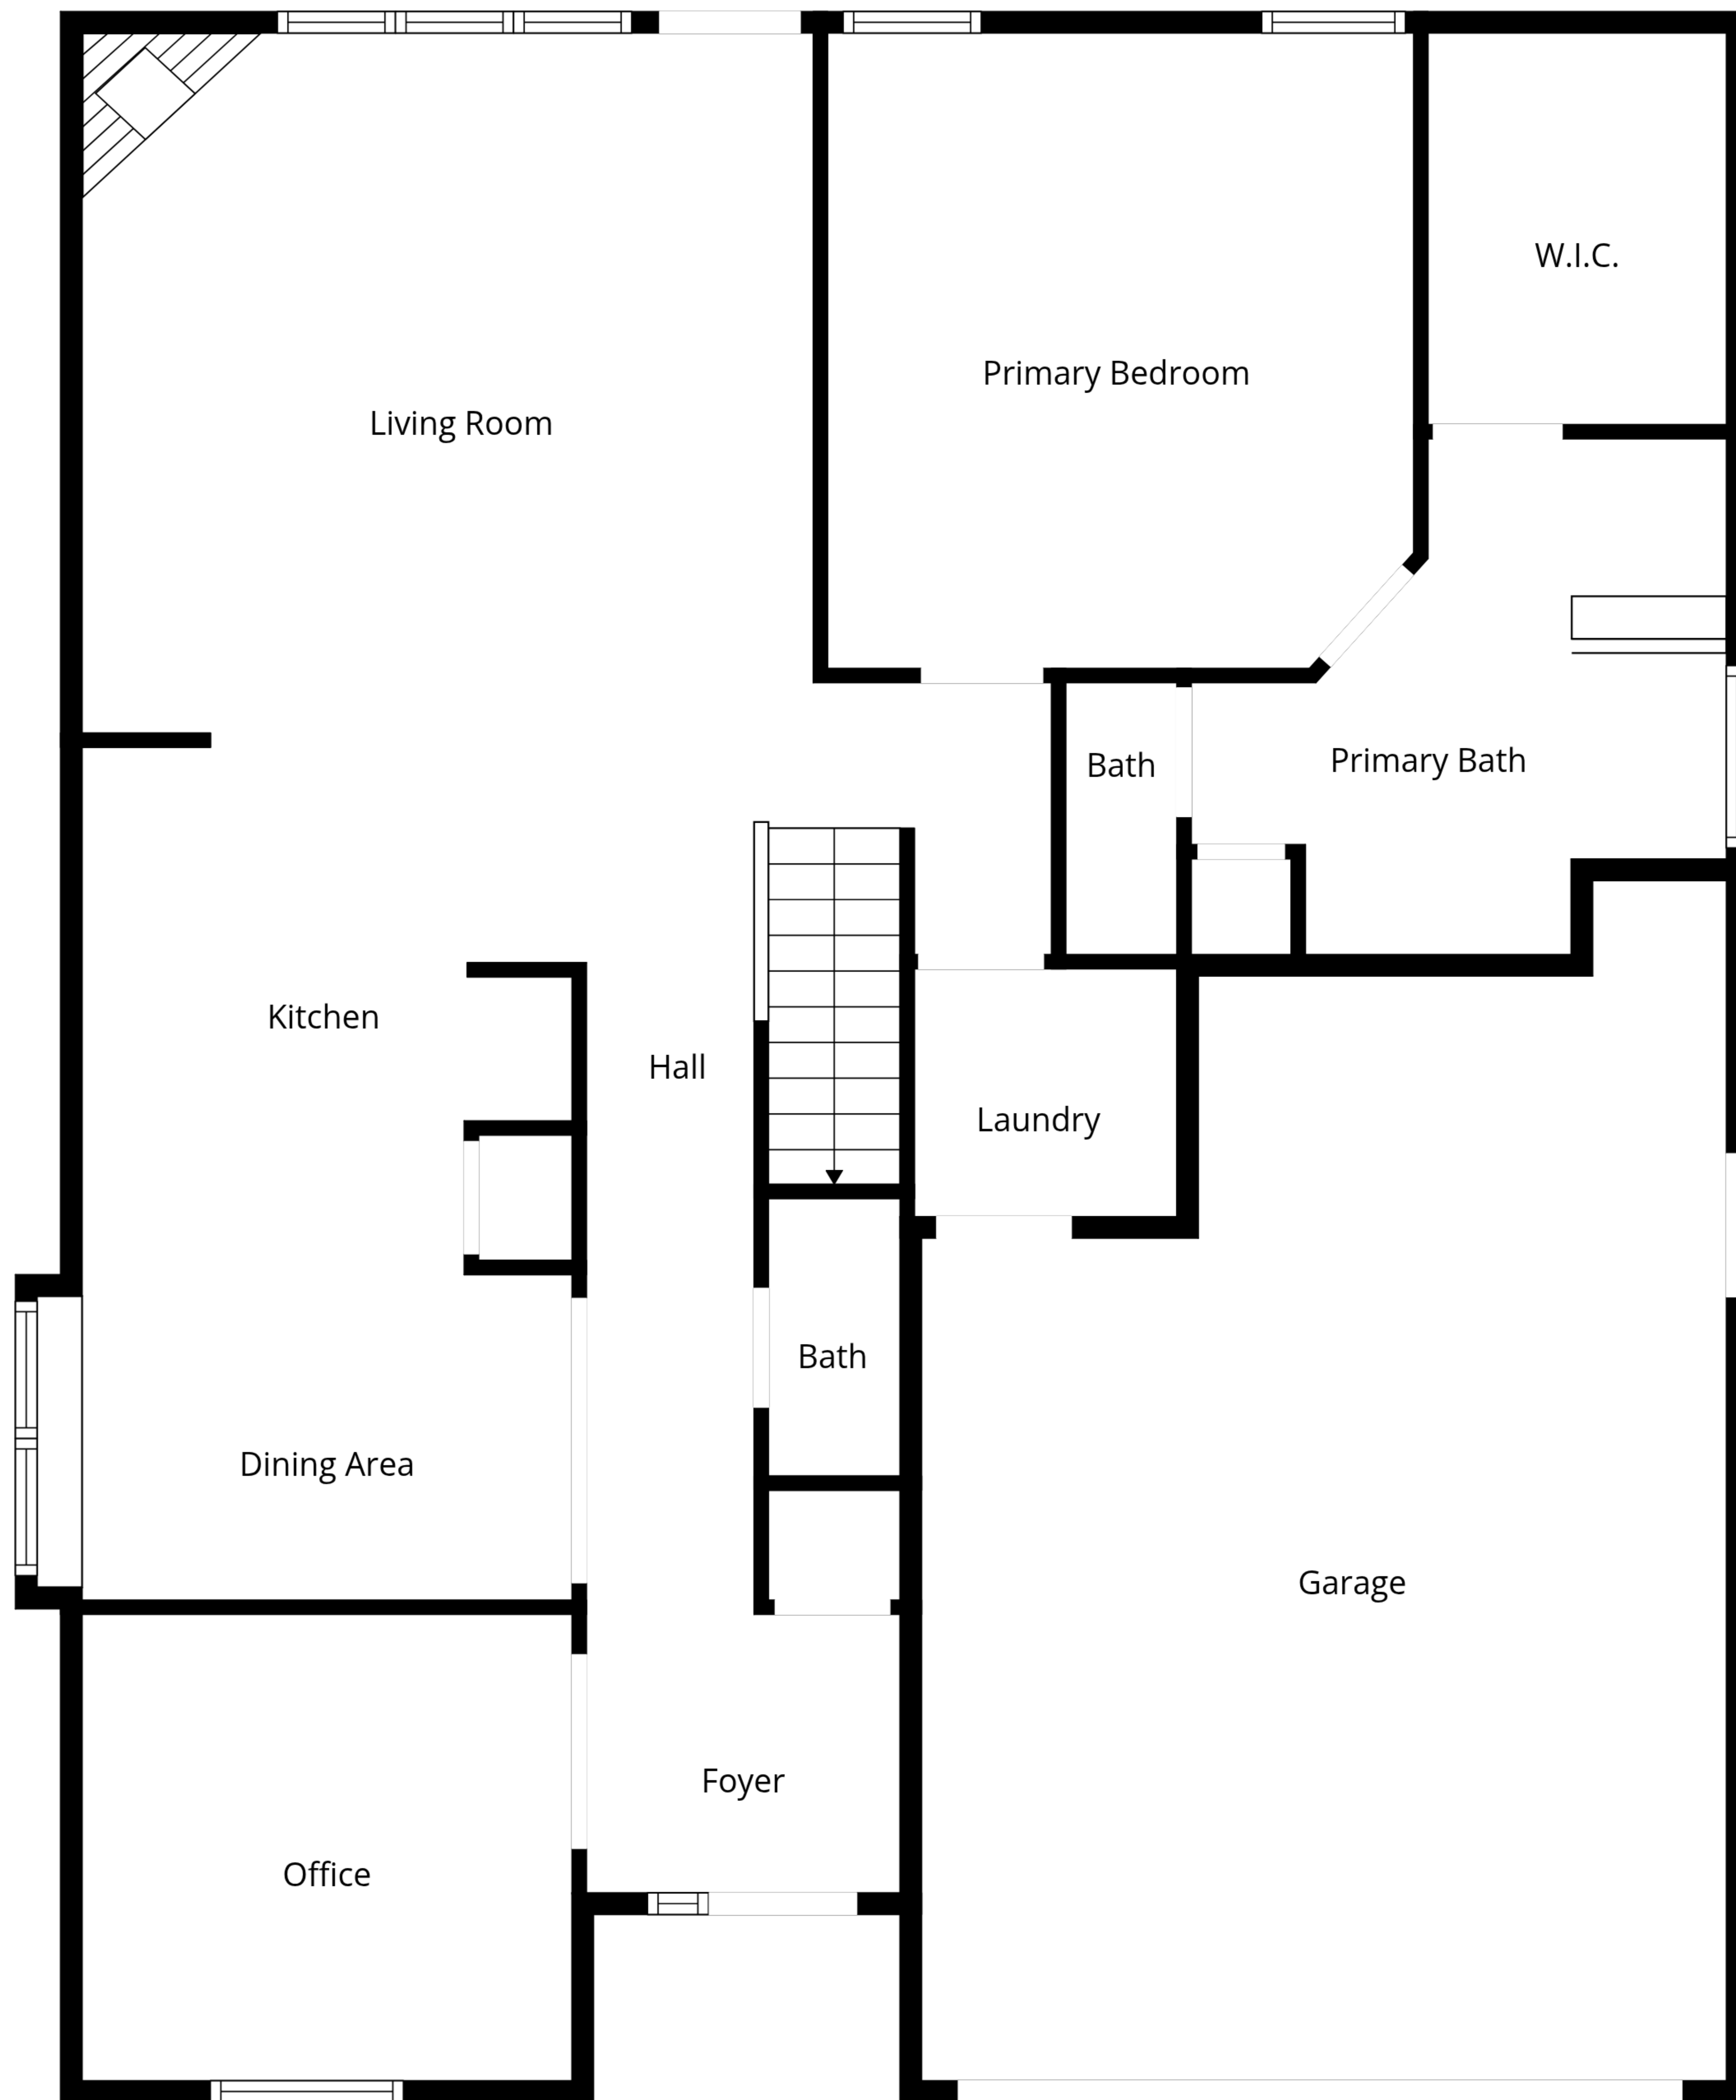 W.I.C.
Primary Bedroom
Living Room
Bath
Primary Bath
Kitchen
Hall
Laundry
Bath
Dining Area
Garage
Foyer
Office